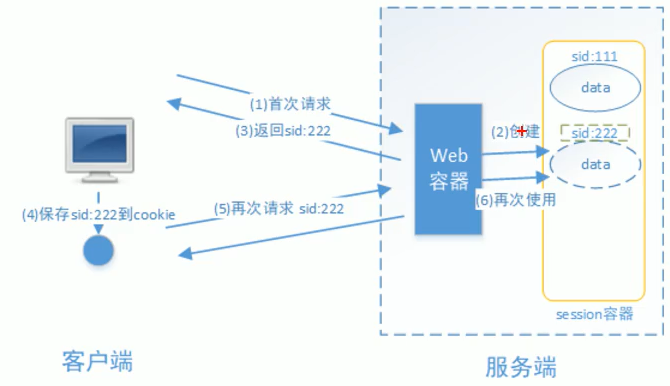 sid:111
data
(1)首次请求
(3)返回sid:222
(2)创建
sid:222
Web
容器
data
(4)保存sid:222到cookie
(5)再次请求 sid:222
(6)再次使用
session容器
客户端
服务端